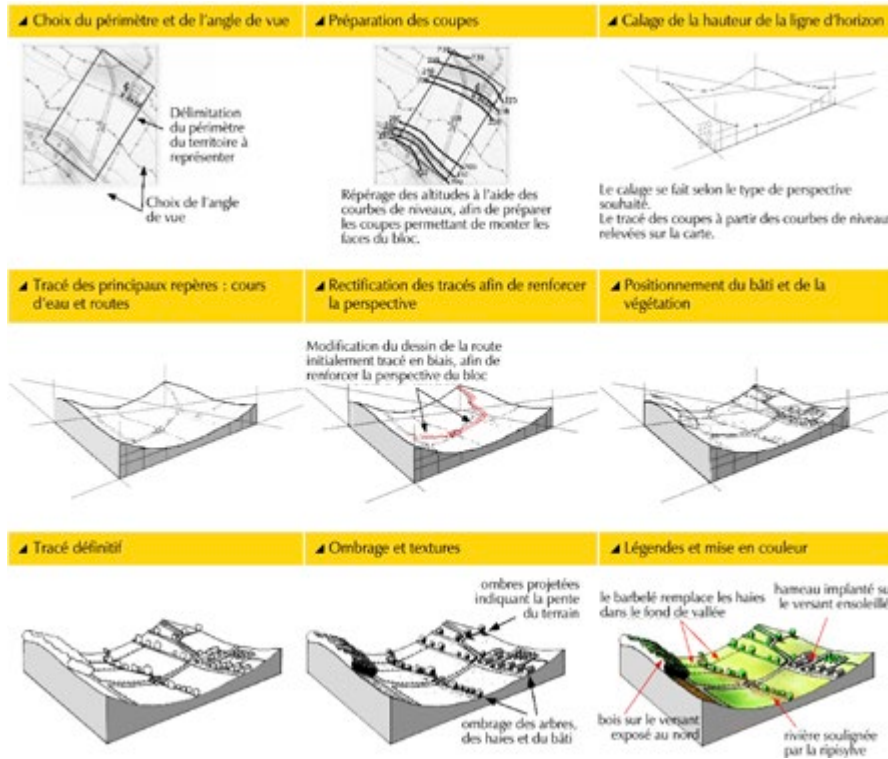 Choix du périmètre et de l'angle de vue
Préparation des coupes
Calage de la hauteur de la ligne d'horizon
Délimitation
du périmètre
du territoire à
représenter
Choix de l'angle
de vue
Répérage des altitudes à l'aide des
courbes de niveaux, afin de préparer
les coupes permettant de monter les
faces du bloc.
Le calage se fait selon le type de perspective
souhaité.
Le tracé des coupes à partir des courbes de niveau
relevées sur la carte.
Tracé des principaux repères : cours
d'eau et routes
Rectification des tracés afin de renforcer
la perspective
Positionnement du bâti et de la
végétation
Modification du dessin de la route
initialement tracé en biais, afin de
renforcer la perspective du bloc
Tracé définitif
Ombrage et textures
Légendes et mise en couleur
ombres projetées
indiquant la pente
du terrain
ombrage des arbres,
des haies et du bâti
le barbelé remplace les haies
dans le fond de vallée
hameau implanté su
le versant ensoleillé
bois sur le versant
exposé au nord
rivière soulignée
par la ripisylve